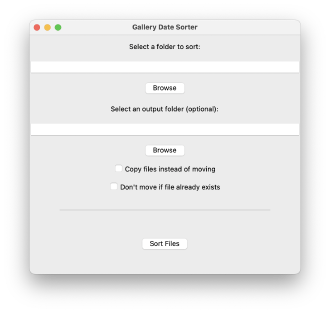 Gallery Date Sorter
Select a folder to sort:
Browse
Select an output folder (optional):
Browse
Copy files instead of moving
Don't move if file already exists
Sort Files